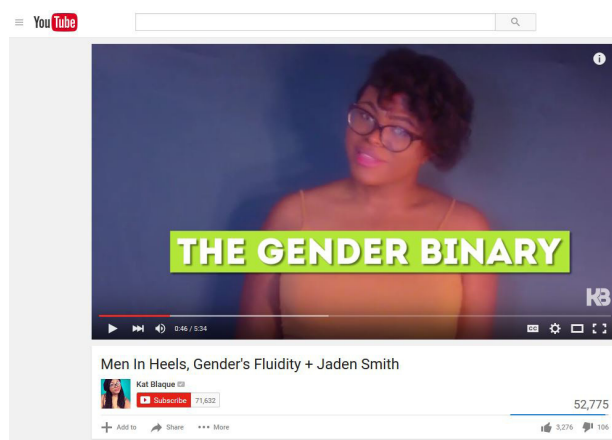 YouTube
THE GENDER BINARY
KB
0:46 / 5:34
CC
Men In Heels, Gender's Fluidity + Jaden Smith
Kat Blaque
Subscribe 71,632
52,775
Add to Share More
3,276 106